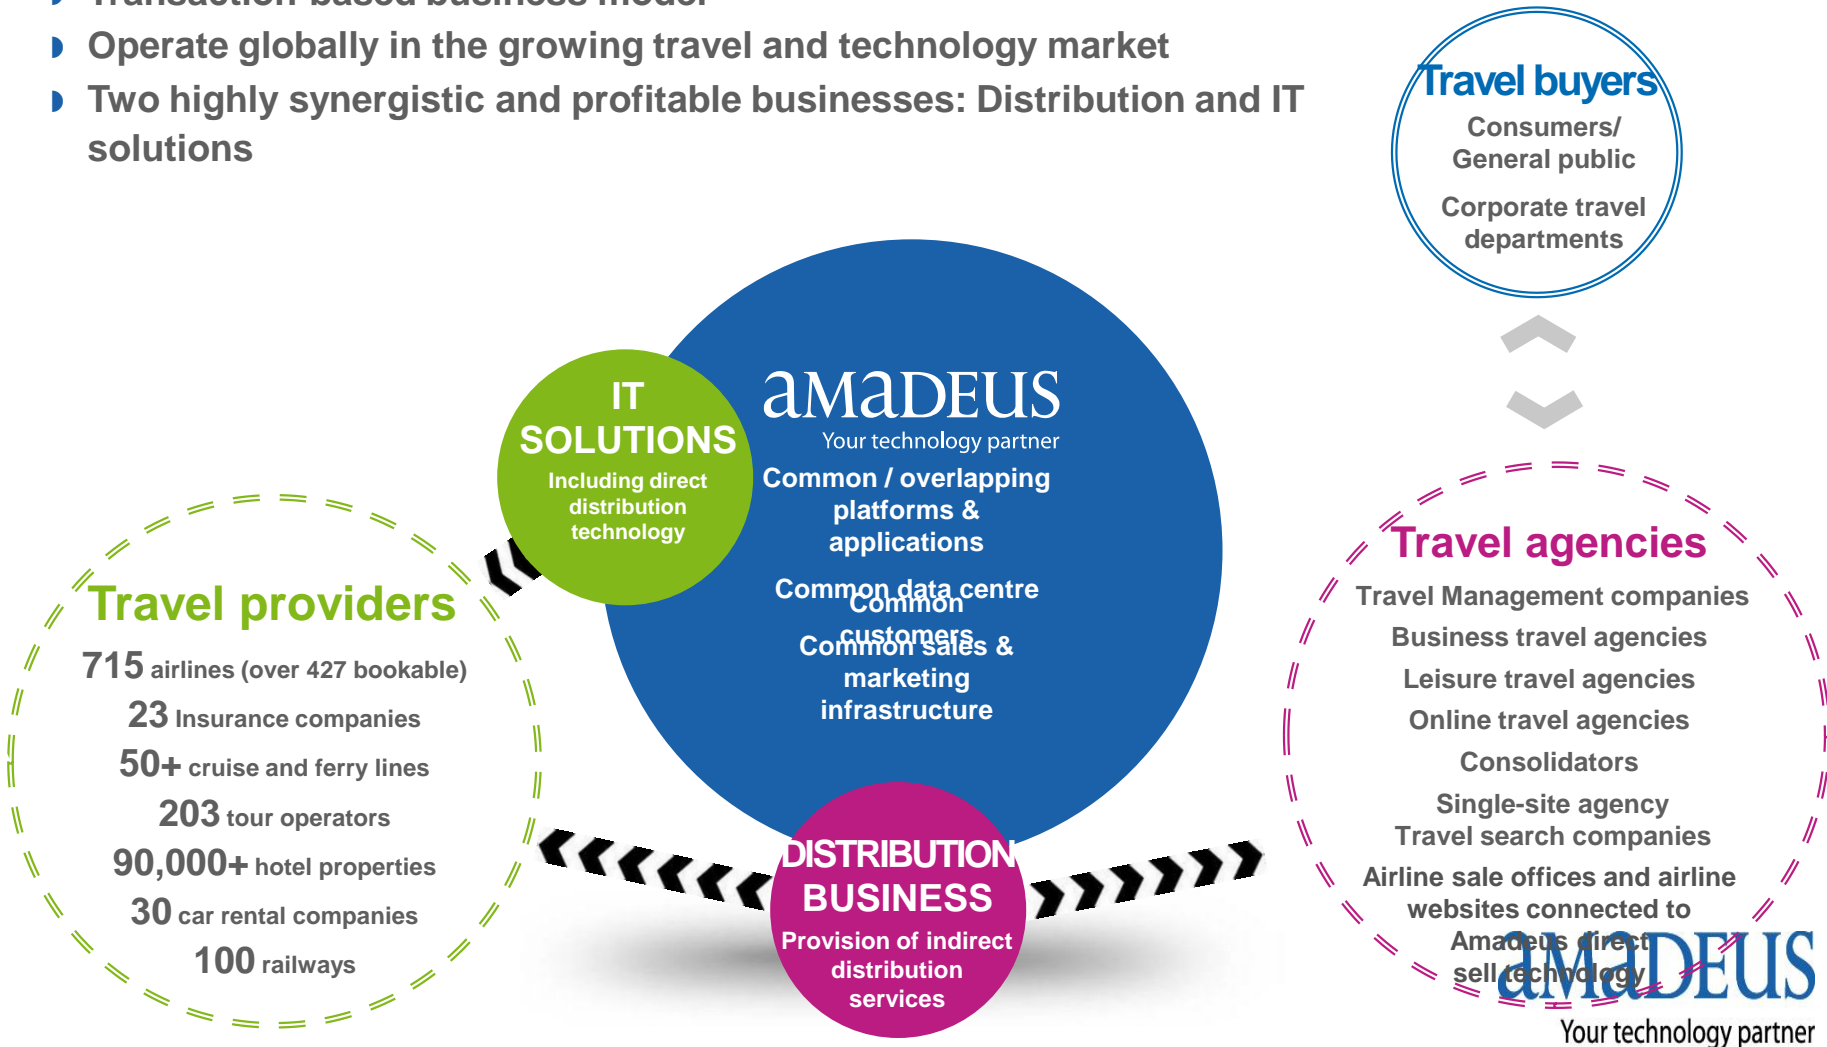 Transaction-based business model
Operate globally in the growing travel and technology market
Two highly synergistic and profitable businesses: Distribution and IT
solutions
Travel buyers
Consumers/
General public
Corporate travel
departments
IT
SOLUTIONS
Including direct
distribution
technology
amadeus
Your technology partner
Common / overlapping
platforms &
applications
Common data centre
Common
customers
Common sales &
marketing
infrastructure
Travel providers
715 airlines (over 427 bookable)
23 Insurance companies
50+ cruise and ferry lines
203 tour operators
90,000+ hotel properties
30 car rental companies
100 railways
DISTRIBUTION
BUSINESS
Provision of indirect
distribution
services
Travel agencies
Travel Management companies
Business travel agencies
Leisure travel agencies
Online travel agencies
Consolidators
Single-site agency
Travel search companies
Airline sale offices and airline
websites connected to
Amadeus direct
sell technology
amadeus
Your technology partner